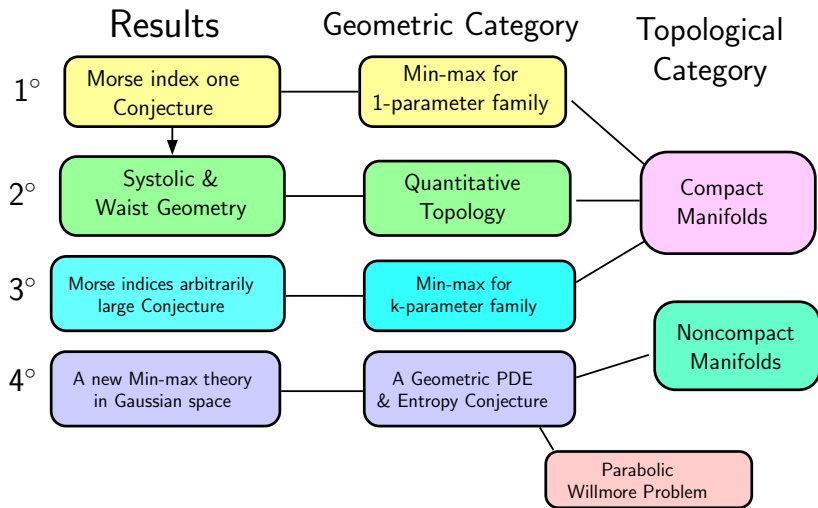 Results
Geometric Category
Topological
Category
1°
Morse index one
Conjecture
Min-max for
1-parameter family
2°
Systolic &
Waist Geometry
Quantitative
Topology
Compact
Manifolds
3°
Morse indices arbitrarily
large Conjecture
Min-max for
k-parameter family
Noncompact
Manifolds
4°
A new Min-max theory
in Gaussian space
A Geometric PDE
& Entropy Conjecture
Parabolic
Willmore Problem